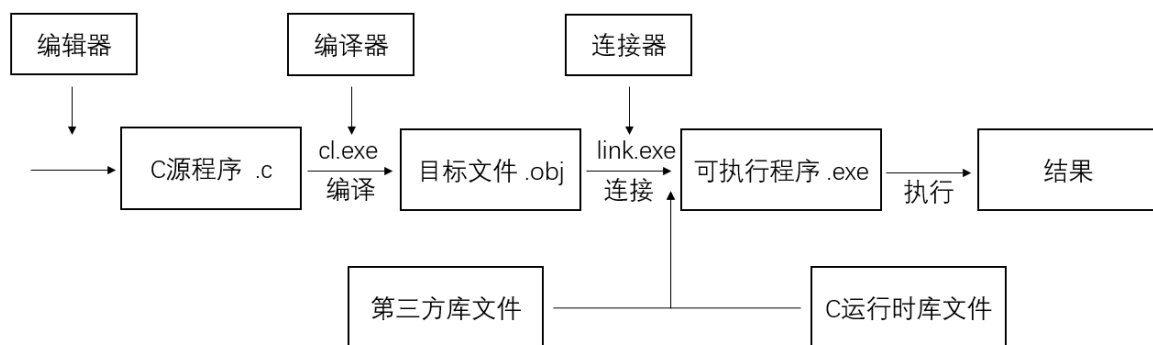 编辑器
编译器
连接器
C源程序 .c
cl.exe
编译
目标文件 .obj
link.exe
连接
可执行程序 .exe
执行
结果
第三方库文件
C运行时库文件